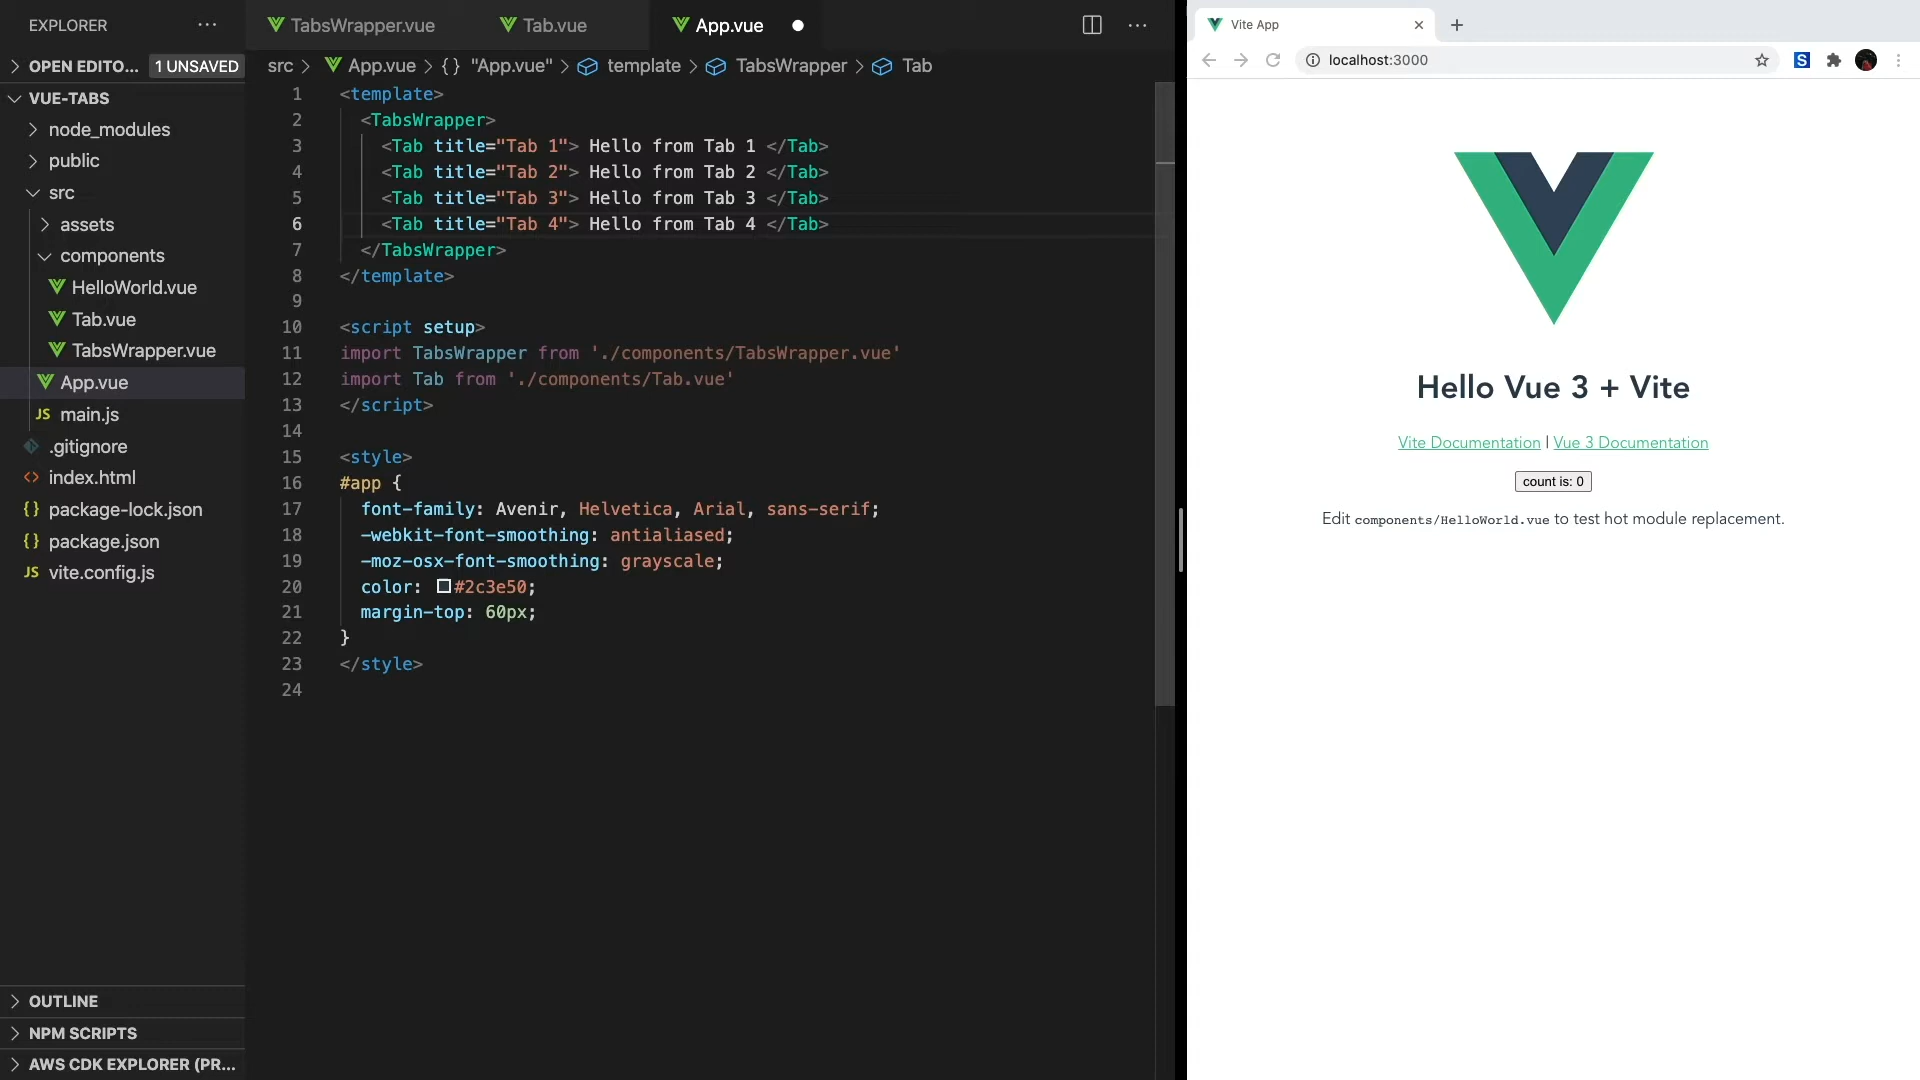 EXPLORER
OPEN EDITO... 1 UNSAVED
VUE-TABS
node_modules
public
src
assets
components
HelloWorld.vue
Tab.vue
TabsWrapper.vue
App.vue
JS main.js
.gitignore
<> index.html
{} package-lock.json
{} package.json
JS vite.config.js
OUTLINE
NPM SCRIPTS
AWS CDK EXPLORER (PR...
TabsWrapper.vue Tab.vue App.vue
src > App.vue > {} "App.vue" > template > TabsWrapper > Tab
1 <template>
2 <TabsWrapper>
3 <Tab title="Tab 1"> Hello from Tab 1 </Tab>
4 <Tab title="Tab 2"> Hello from Tab 2 </Tab>
5 <Tab title="Tab 3"> Hello from Tab 3 </Tab>
6 <Tab title="Tab 4"> Hello from Tab 4 </Tab>
7 </TabsWrapper>
8 </template>
9
10 <script setup>
11 import TabsWrapper from './components/TabsWrapper.vue'
12 import Tab from './components/Tab.vue'
13 </script>
14
15 <style>
16 #app {
17 font-family: Avenir, Helvetica, Arial, sans-serif;
18 -webkit-font-smoothing: antialiased;
19 -moz-osx-font-smoothing: grayscale;
20 color: #2c3e50;
21 margin-top: 60px;
22 }
23 </style>
24
Vite App
localhost:3000
S
Hello Vue 3 + Vite
Vite Documentation | Vue 3 Documentation
count is: 0
Edit components/HelloWorld.vue to test hot module replacement.